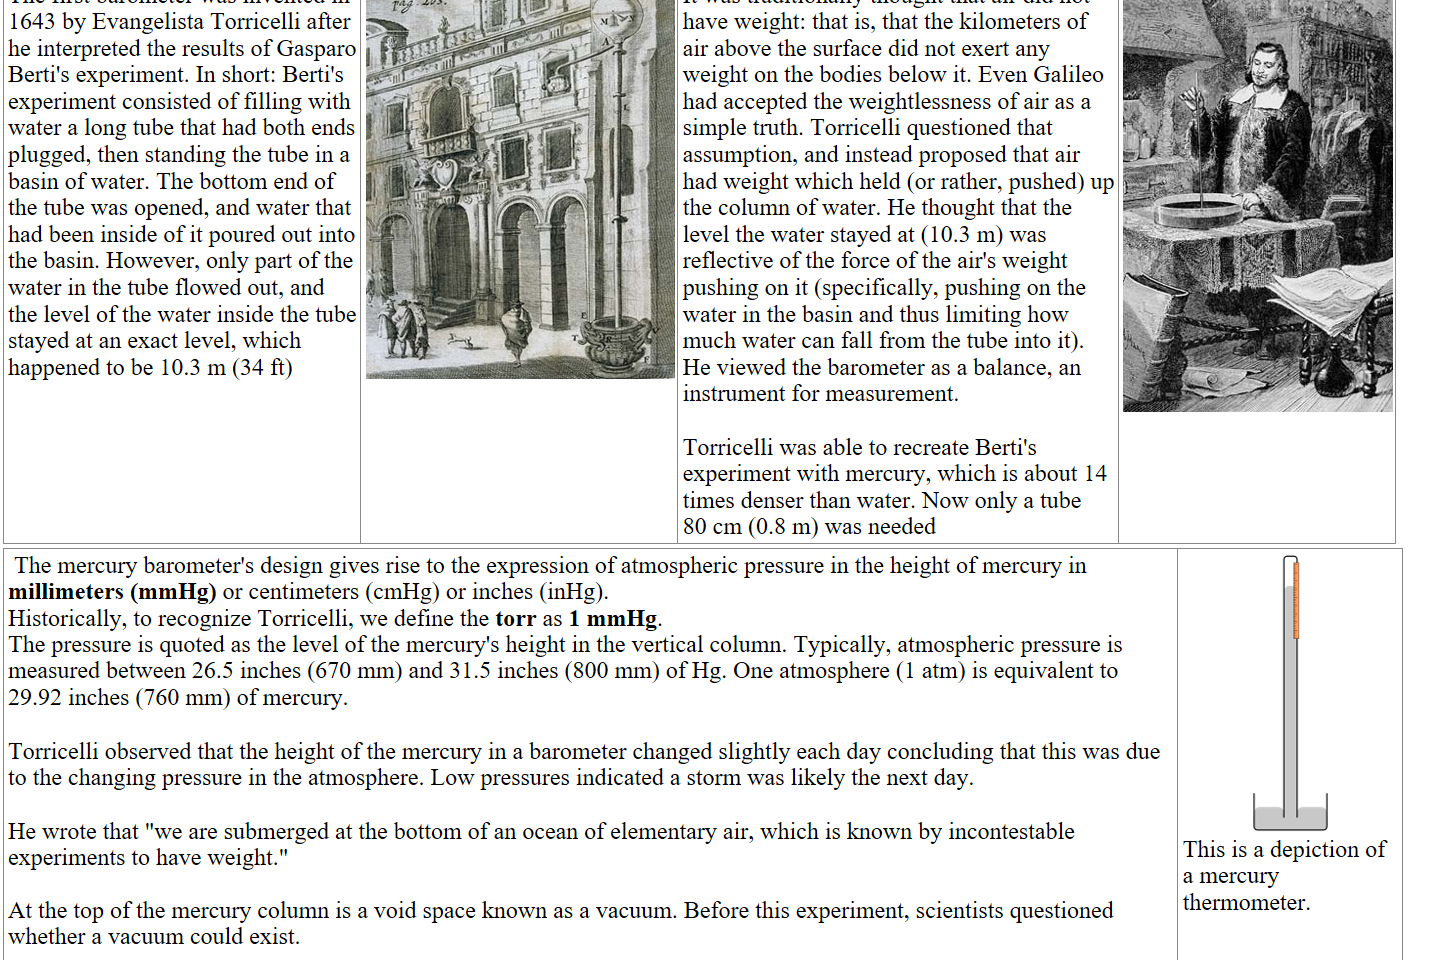 The first barometer was invented in
1643 by Evangelista Torricelli after
he interpreted the results of Gasparo
Berti's experiment. In short: Berti's
experiment consisted of filling with
water a long tube that had both ends
plugged, then standing the tube in a
basin of water. The bottom end of
the tube was opened, and water that
had been inside of it poured out into
the basin. However, only part of the
water in the tube flowed out, and
the level of the water inside the tube
stayed at an exact level, which
happened to be 10.3 m (34 ft)
pag. 203.
It was traditionally thought that air did not
have weight: that is, that the kilometers of
air above the surface did not exert any
weight on the bodies below it. Even Galileo
had accepted the weightlessness of air as a
simple truth. Torricelli questioned that
assumption, and instead proposed that air
had weight which held (or rather, pushed) up
the column of water. He thought that the
level the water stayed at (10.3 m) was
reflective of the force of the air's weight
pushing on it (specifically, pushing on the
water in the basin and thus limiting how
much water can fall from the tube into it).
He viewed the barometer as a balance, an
instrument for measurement.
Torricelli was able to recreate Berti's
experiment with mercury, which is about 14
times denser than water. Now only a tube
80 cm (0.8 m) was needed
The mercury barometer's design gives rise to the expression of atmospheric pressure in the height of mercury in
millimeters (mmHg) or centimeters (cmHg) or inches (inHg).
Historically, to recognize Torricelli, we define the torr as 1 mmHg.
The pressure is quoted as the level of the mercury's height in the vertical column. Typically, atmospheric pressure is
measured between 26.5 inches (670 mm) and 31.5 inches (800 mm) of Hg. One atmosphere (1 atm) is equivalent to
29.92 inches (760 mm) of mercury.
Torricelli observed that the height of the mercury in a barometer changed slightly each day concluding that this was due
to the changing pressure in the atmosphere. Low pressures indicated a storm was likely the next day.
He wrote that "we are submerged at the bottom of an ocean of elementary air, which is known by incontestable
experiments to have weight."
At the top of the mercury column is a void space known as a vacuum. Before this experiment, scientists questioned
whether a vacuum could exist.
This is a depiction of
a mercury
thermometer.